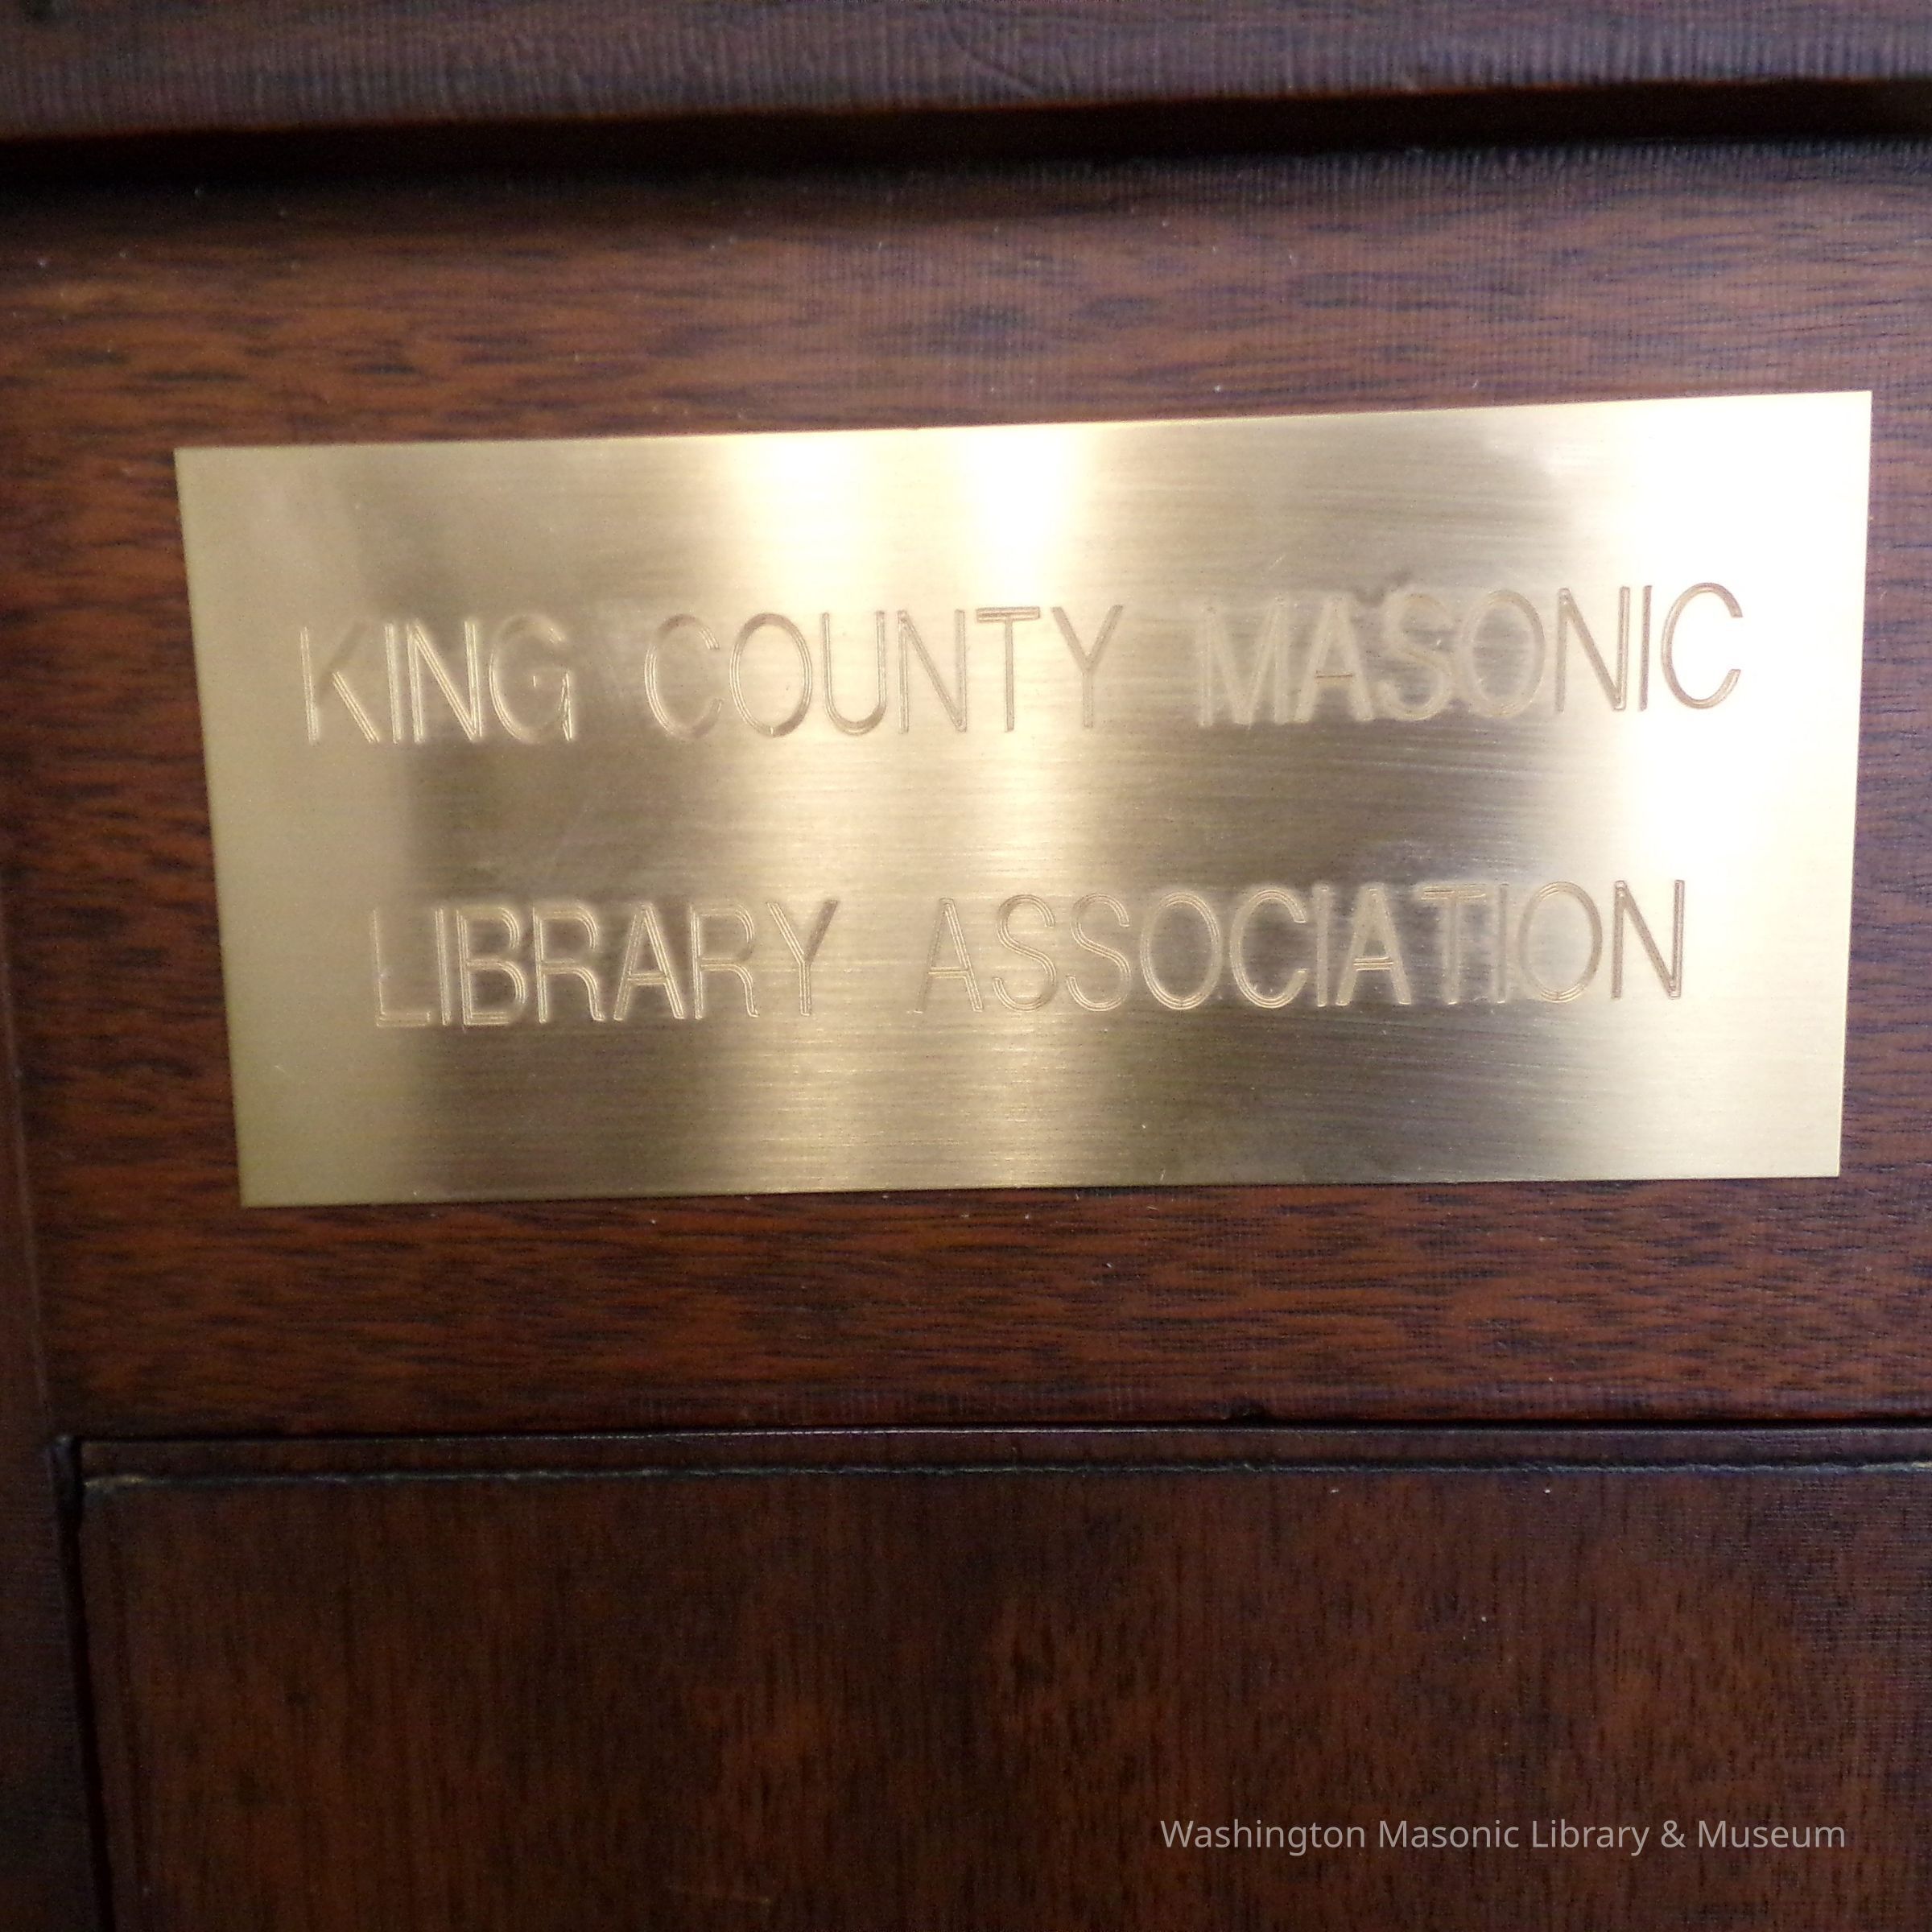 KING COUNTY MASONIC
LIBRARY ASSOCIATION
Washington Masonic Library & Museum